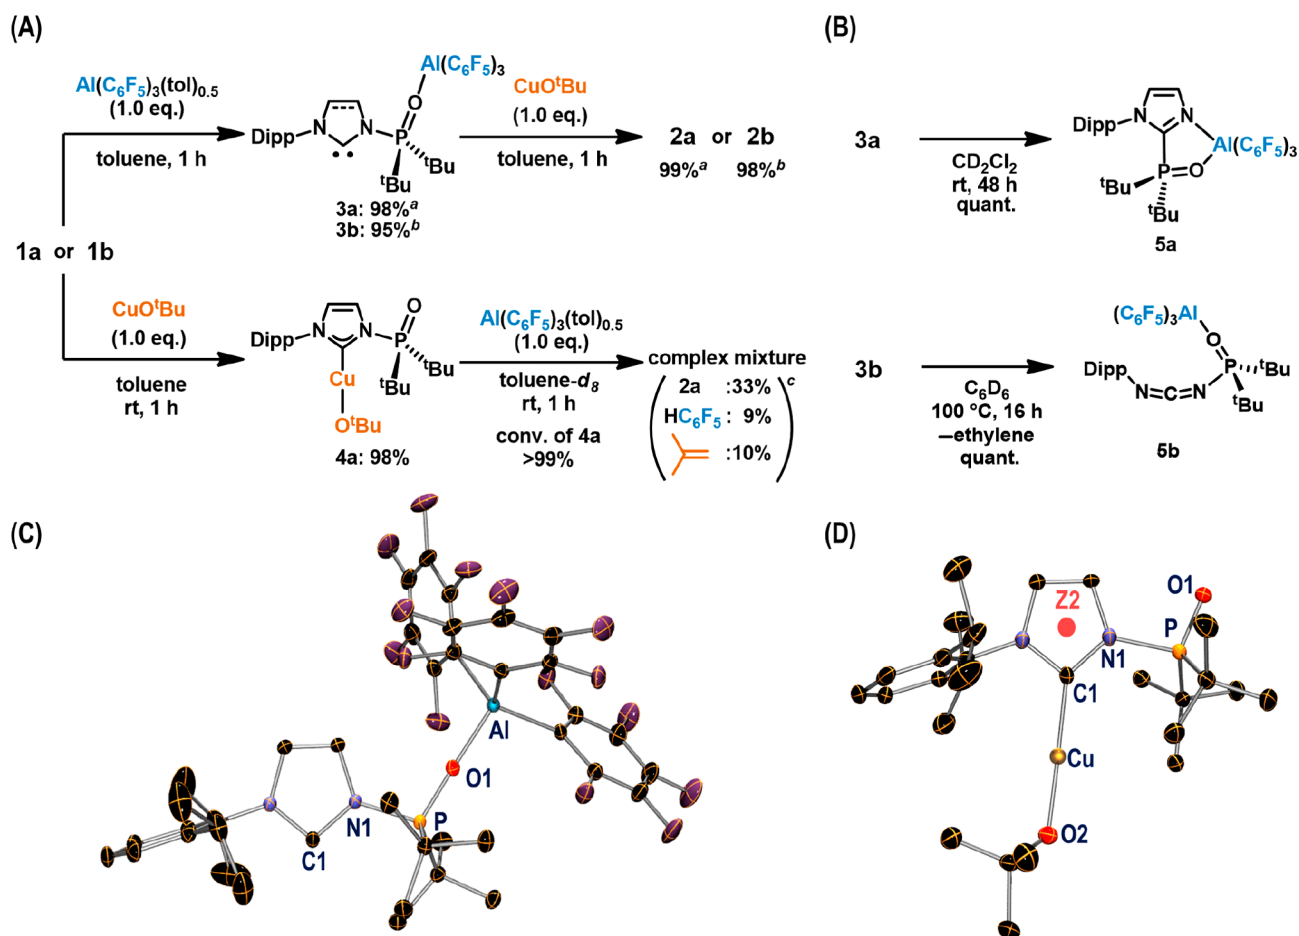 (A)
Al(C6F5)3(tol)0.5
(1.0 eq.)
toluene, 1 h
Al(C6F5)3
O
Dipp N N P
tBu
tBu
3a: 98%a
3b: 95%b
CuOtBu
(1.0 eq.)
toluene, 1 h
2a or 2b
99%a 98%b
1a or 1b
CuOtBu
(1.0 eq.)
toluene
rt, 1 h
O
Dipp N N P
tBu
tBu
Cu
OtBu
4a: 98%
Al(C6F5)3(tol)0.5
(1.0 eq.)
toluene-d8
rt, 1 h
conv. of 4a
>99%
complex mixture
2a :33% c
HC6F5 : 9%
:10%
(B)
3a
CD2Cl2
rt, 48 h
quant.
N N
Dipp
Al(C6F5)3
P=O
tBu
tBu
5a
3b
C6D6
100 °C, 16 h
–ethylene
quant.
(C6F5)3Al
O
Dipp P tBu
N=C=N
tBu
5b
(C)
Al
O1
N1 P
C1
(D)
Z2 O1
P
N1
C1
Cu
O2